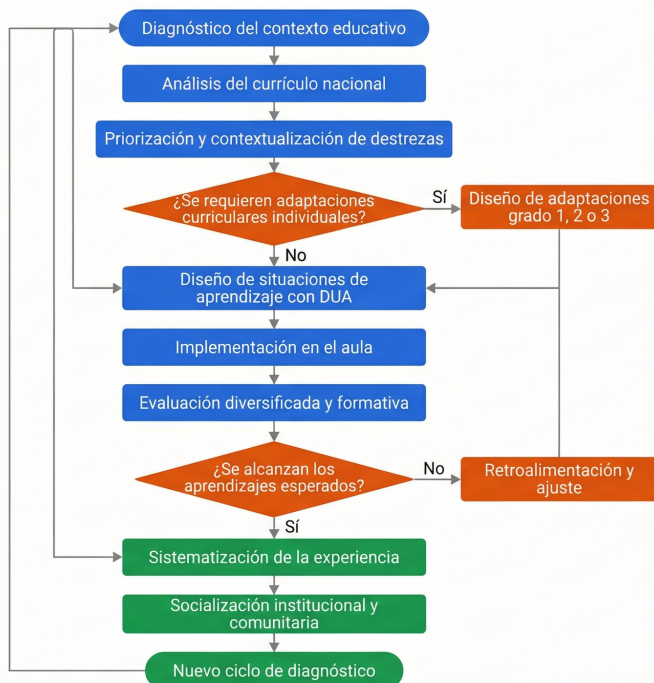 Diagnóstico del contexto educativo
Análisis del currículo nacional
Priorización y contextualización de destrezas
¿Se requieren adaptaciones
curriculares individuales?
Sí
Diseño de adaptaciones
grado 1, 2 o 3
No
Diseño de situaciones de
aprendizaje con DUA
Implementación en el aula
Evaluación diversificada y formativa
¿Se alcanzan los
aprendizajes esperados?
No
Retroalimentación y
ajuste
Sí
Sistematización de la experiencia
Socialización institucional y
comunitaria
Nuevo ciclo de diagnóstico